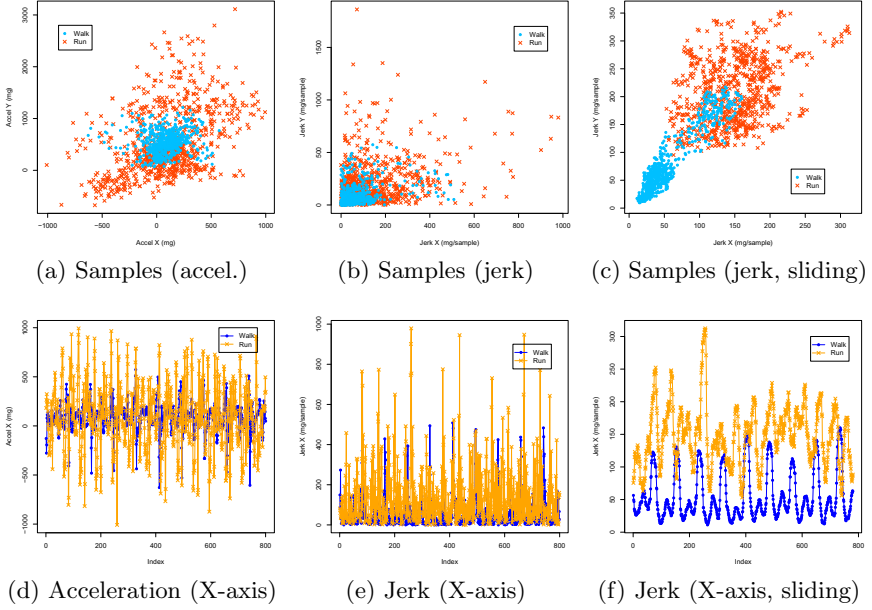 Walk
Run
Accel Y (mg)
3000
2000
1000
0
−1000 −500 0 500 1000
Accel X (mg)
(a) Samples (accel.)
Walk
Run
Jerk Y (mg/sample)
1500
1000
500
0
0 200 400 600 800 1000
Jerk X (mg/sample)
(b) Samples (jerk)
Walk
Run
Jerk Y (mg/sample)
350
300
250
200
150
100
50
0
0 50 100 150 200 250 300
Jerk X (mg/sample)
(c) Samples (jerk, sliding)
Walk
Run
Accel X (mg)
1000
500
0
−500
−1000
0 200 400 600 800
Index
(d) Acceleration (X-axis)
Walk
Run
Jerk X (mg/sample)
1000
800
600
400
200
0
0 200 400 600 800
Index
(e) Jerk (X-axis)
Walk
Run
Jerk X (mg/sample)
300
250
200
150
100
50
0
0 200 400 600 800
Index
(f) Jerk (X-axis, sliding)